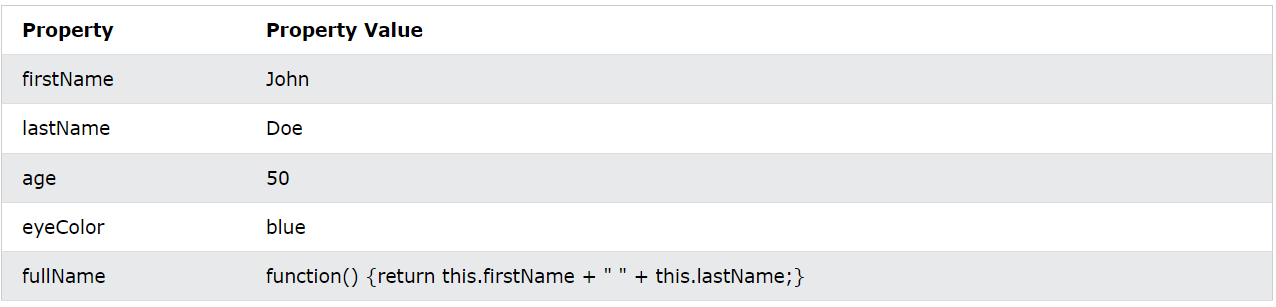 Property Property Value
firstName John
lastName Doe
age 50
eyeColor blue
fullName function() {return this.firstName + " " + this.lastName;}